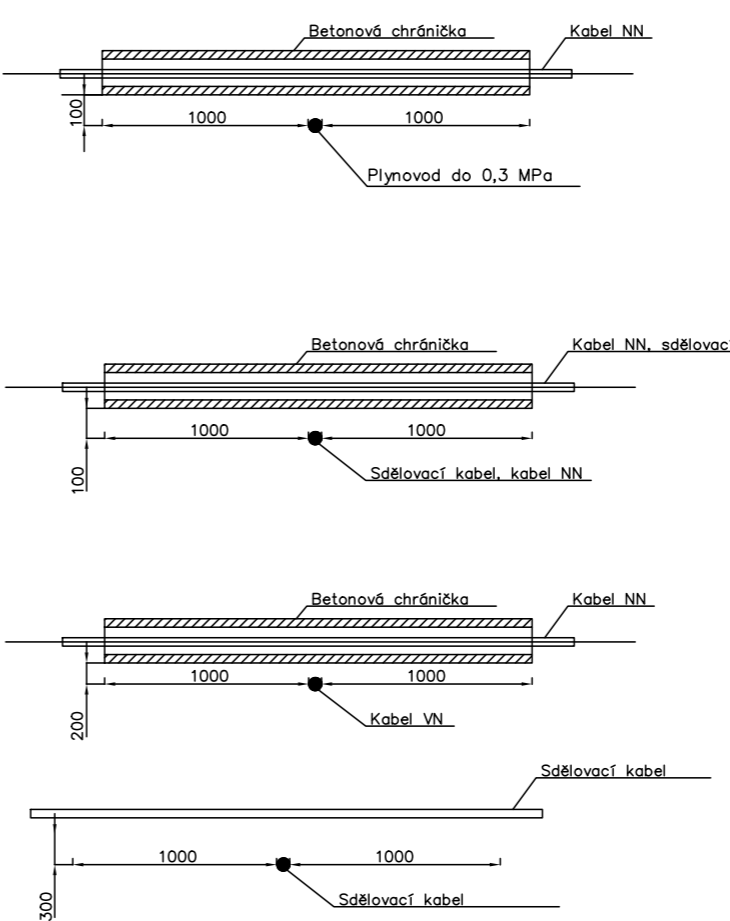 Betonová chránička
Kabel NN
100
1000
1000
Plynovod do 0,3 MPa
Betonová chránička
Kabel NN, sdělovací
1000
1000
100
Sdělovací kabel, kabel NN
Betonová chránička
Kabel NN
1000
1000
200
Kabel VN
Sdělovací kabel
1000
1000
300
Sdělovací kabel